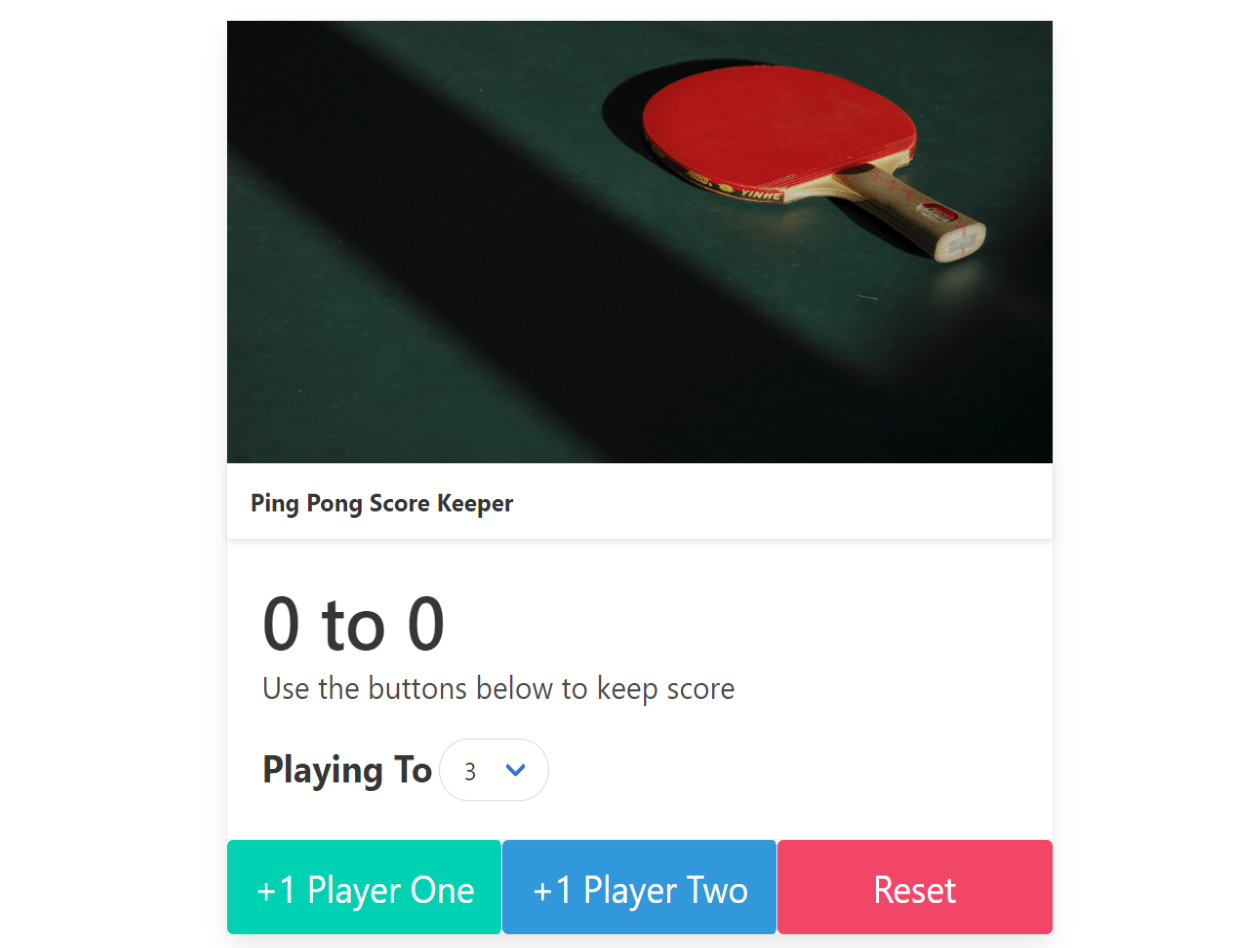 YINHE
Ping Pong Score Keeper
0 to 0
Use the buttons below to keep score
Playing To 3
+1 Player One
+1 Player Two
Reset